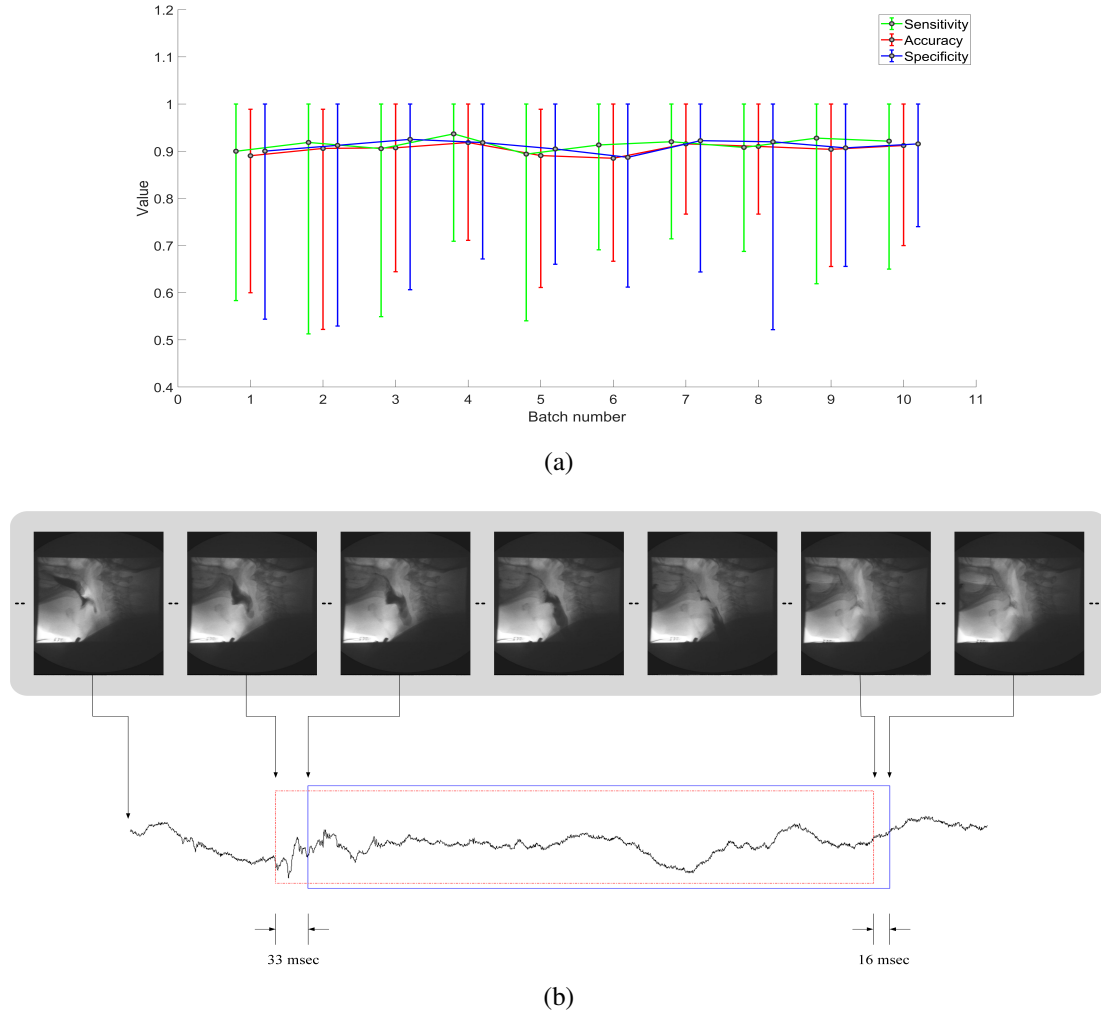 1.2
1.1
1
0.9
0.8
0.7
0.6
0.5
0.4
Value
Sensitivity
Accuracy
Specificity
0 1 2 3 4 5 6 7 8 9 10 11
Batch number
(a)
33 msec
16 msec
(b)